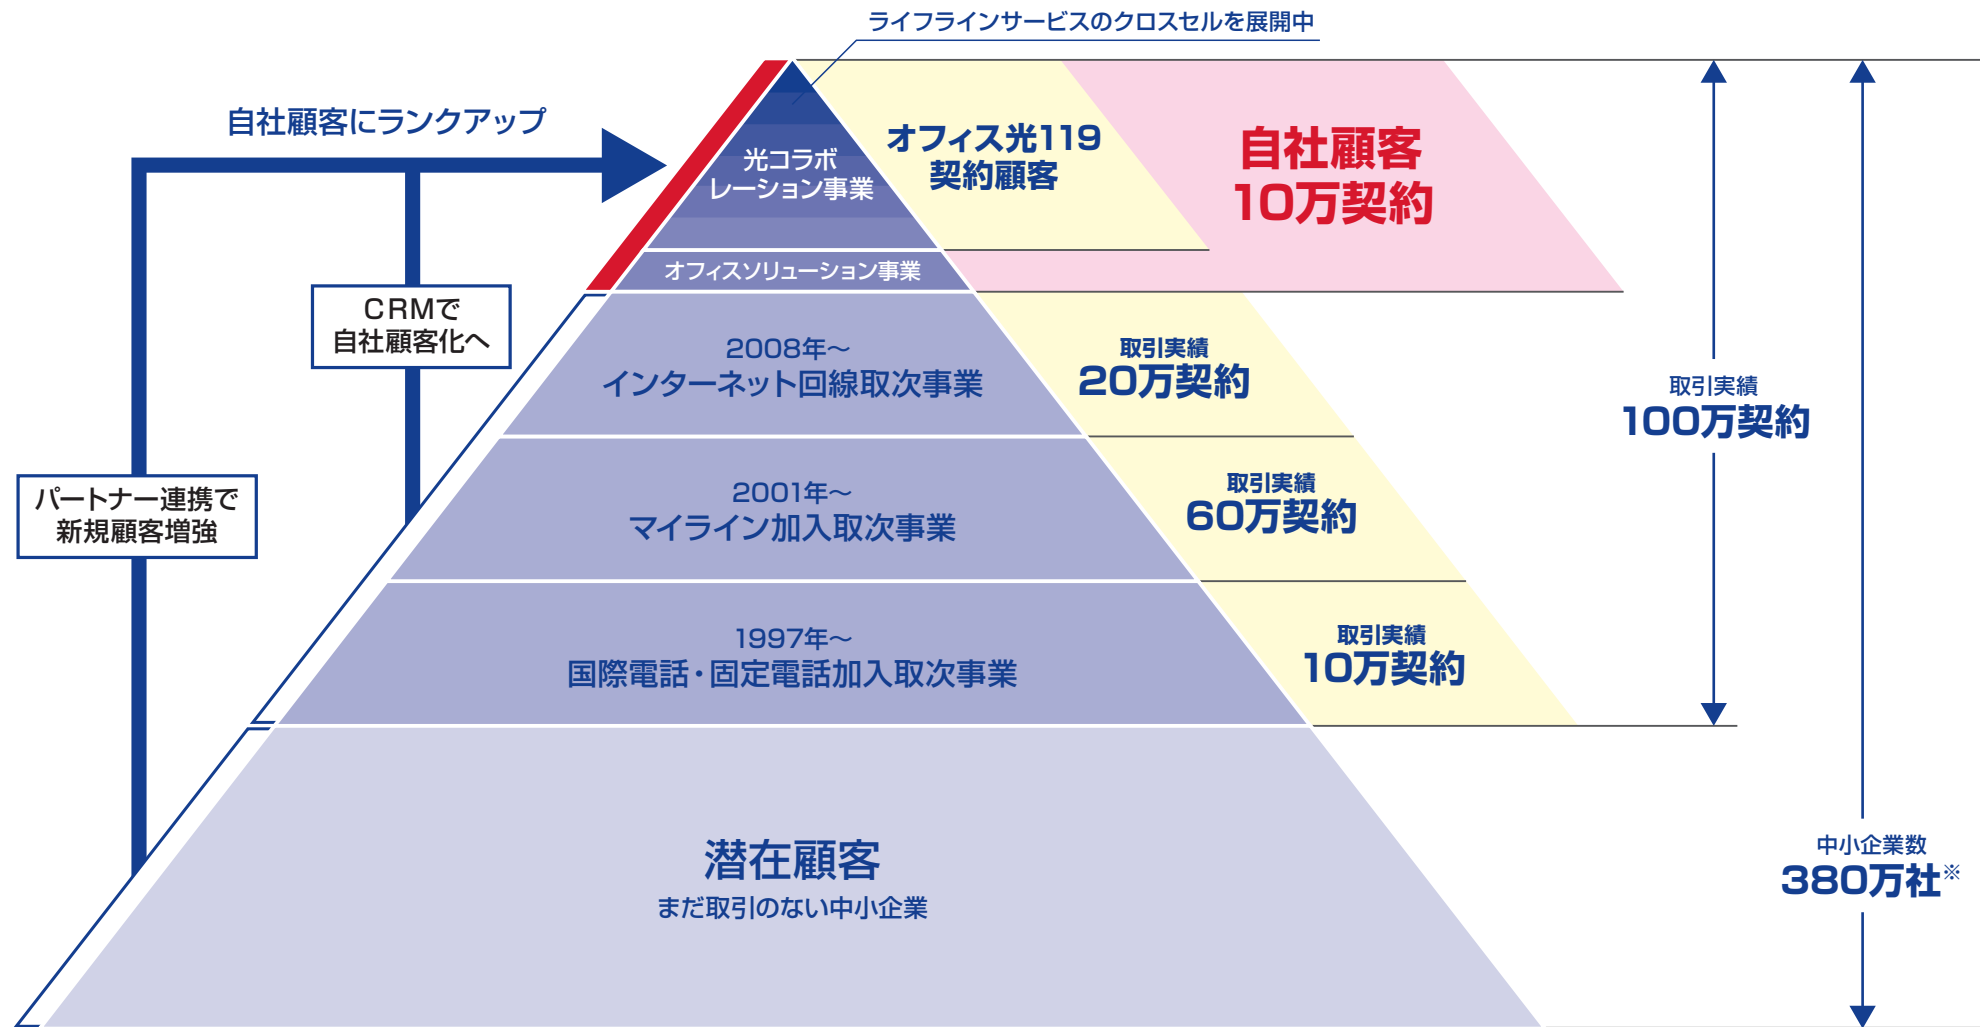 ライフラインサービスのクロスセルを展開中
自社顧客にランクアップ
光コラボ
レーション事業
オフィス光119
契約顧客
自社顧客
10万契約
オフィスソリューション事業
CRMで
自社顧客化へ
2008年～
インターネット回線取次事業
取引実績
20万契約
取引実績
100万契約
パートナー連携で
新規顧客増強
2001年～
マイライン加入取次事業
取引実績
60万契約
1997年～
国際電話・固定電話加入取次事業
取引実績
10万契約
潜在顧客
まだ取引のない中小企業
中小企業数
380万社※